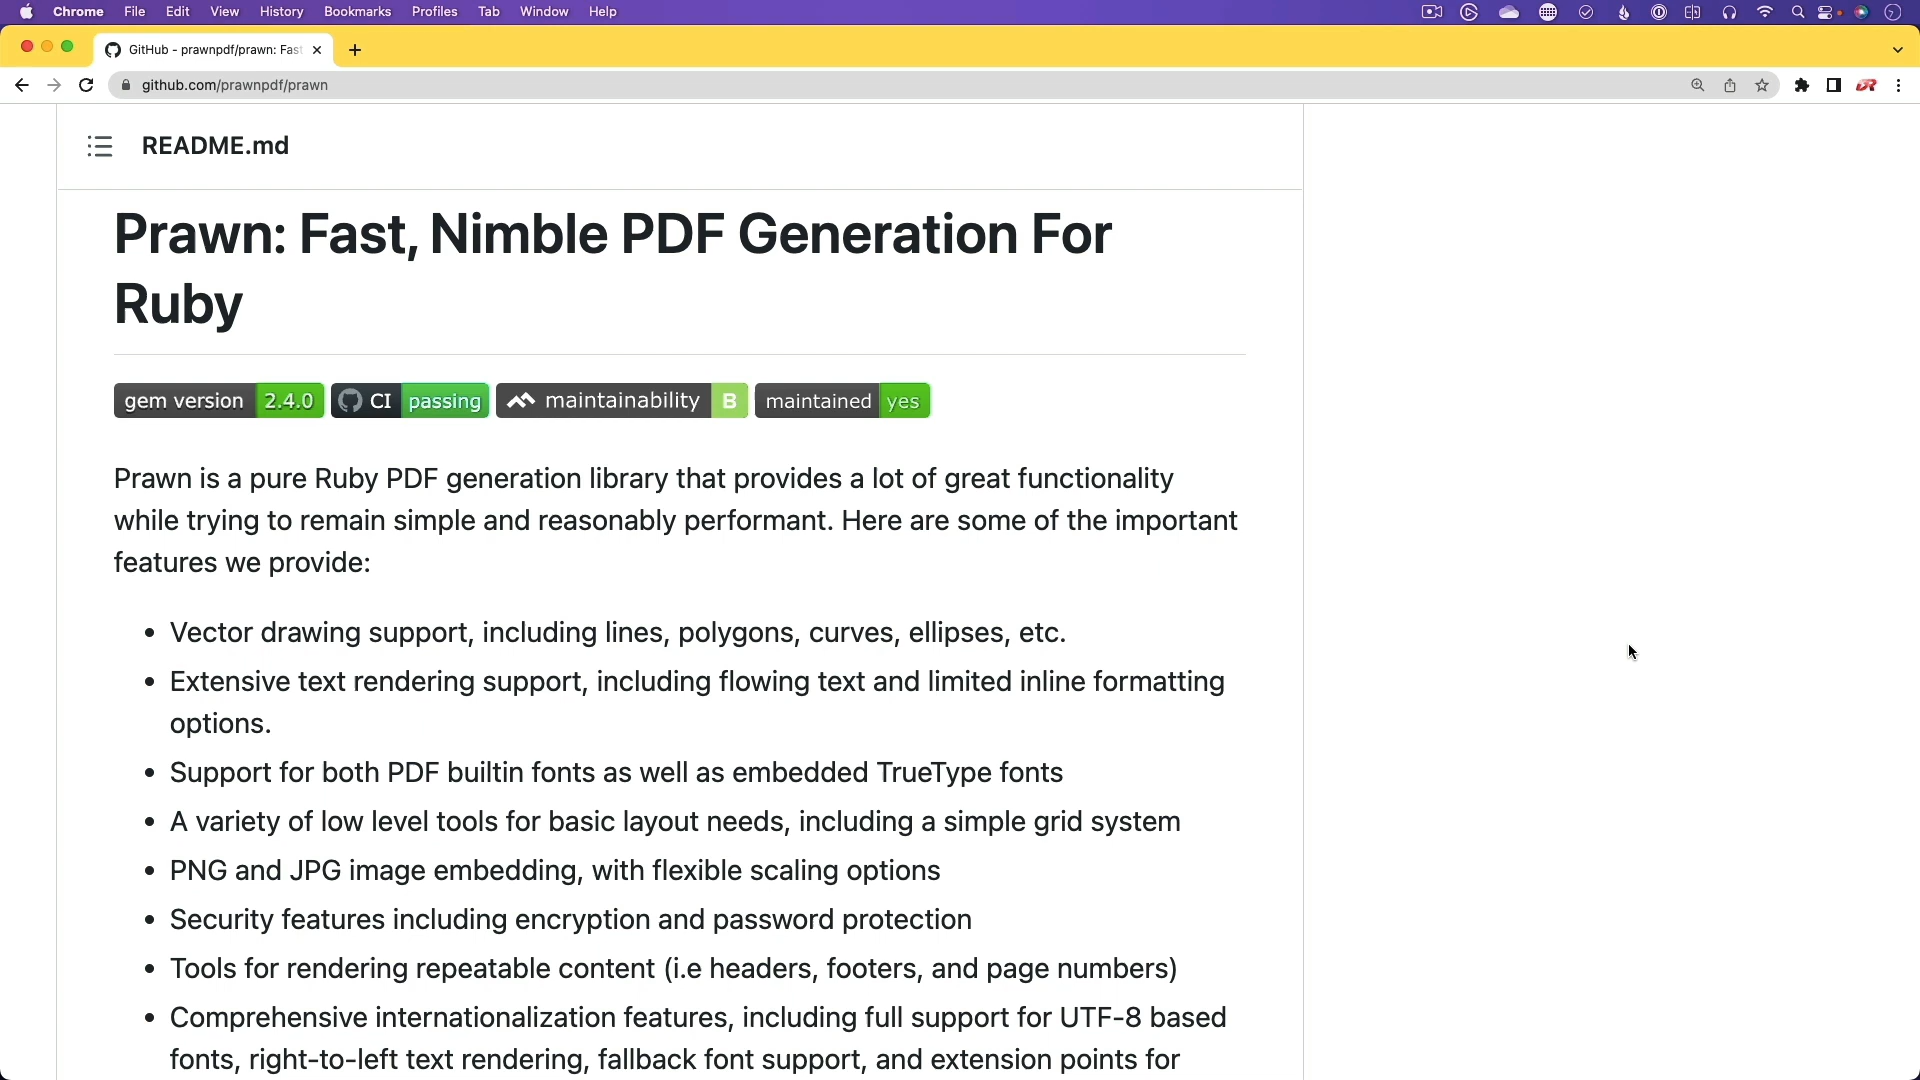 Chrome File Edit View History Bookmarks Profiles Tab Window Help
GitHub - prawnpdf/prawn: Fast
github.com/prawnpdf/prawn
README.md
Prawn: Fast, Nimble PDF Generation For
Ruby
gem version 2.4.0 CI passing maintainability B maintained yes
Prawn is a pure Ruby PDF generation library that provides a lot of great functionality
while trying to remain simple and reasonably performant. Here are some of the important
features we provide:
• Vector drawing support, including lines, polygons, curves, ellipses, etc.
• Extensive text rendering support, including flowing text and limited inline formatting
options.
• Support for both PDF builtin fonts as well as embedded TrueType fonts
• A variety of low level tools for basic layout needs, including a simple grid system
• PNG and JPG image embedding, with flexible scaling options
• Security features including encryption and password protection
• Tools for rendering repeatable content (i.e headers, footers, and page numbers)
• Comprehensive internationalization features, including full support for UTF-8 based
fonts, right-to-left text rendering, fallback font support, and extension points for